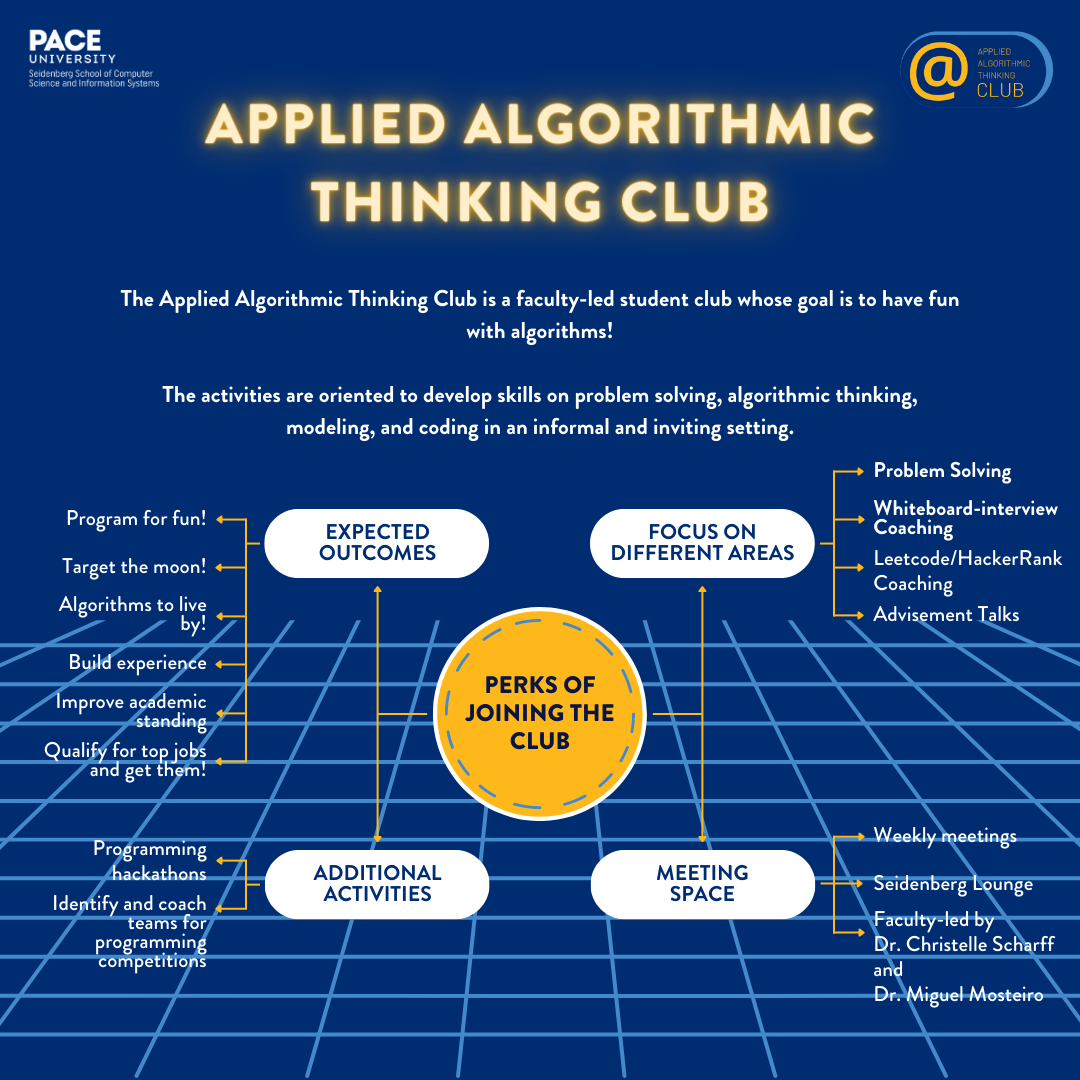 PACE
UNIVERSITY
Seidenberg School of Computer
Science and Information Systems
@
APPLIED
ALGORITHMIC
THINKING
CLUB
APPLIED ALGORITHMIC
THINKING CLUB
The Applied Algorithmic Thinking Club is a faculty-led student club whose goal is to have fun
with algorithms!
The activities are oriented to develop skills on problem solving, algorithmic thinking,
modeling, and coding in an informal and inviting setting.
EXPECTED
OUTCOMES
Program for fun!
Target the moon!
Algorithms to live
by!
Build experience
Improve academic
standing
Qualify for top jobs
and get them!
FOCUS ON
DIFFERENT AREAS
Problem Solving
Whiteboard-interview
Coaching
Leetcode/HackerRank
Coaching
Advisement Talks
PERKS OF
JOINING THE
CLUB
ADDITIONAL
ACTIVITIES
Programming
hackathons
Identify and coach
teams for
programming
competitions
MEETING
SPACE
Weekly meetings
Seidenberg Lounge
Faculty-led by
Dr. Christelle Scharff
and
Dr. Miguel Mosteiro